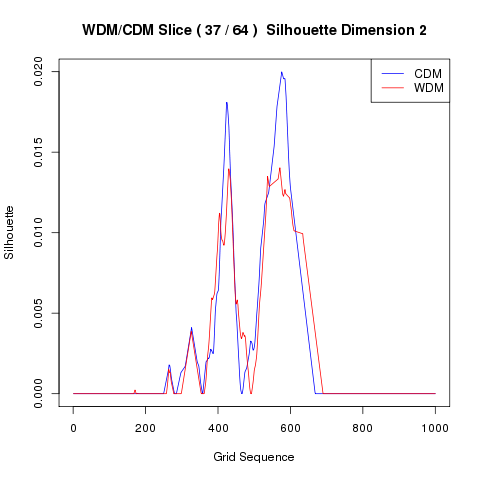 WDM/CDM Slice ( 37 / 64 )  Silhouette Dimension 2
CDM
WDM
Silhouette
0.020
0.015
0.010
0.005
0.000
0 200 400 600 800 1000
Grid Sequence